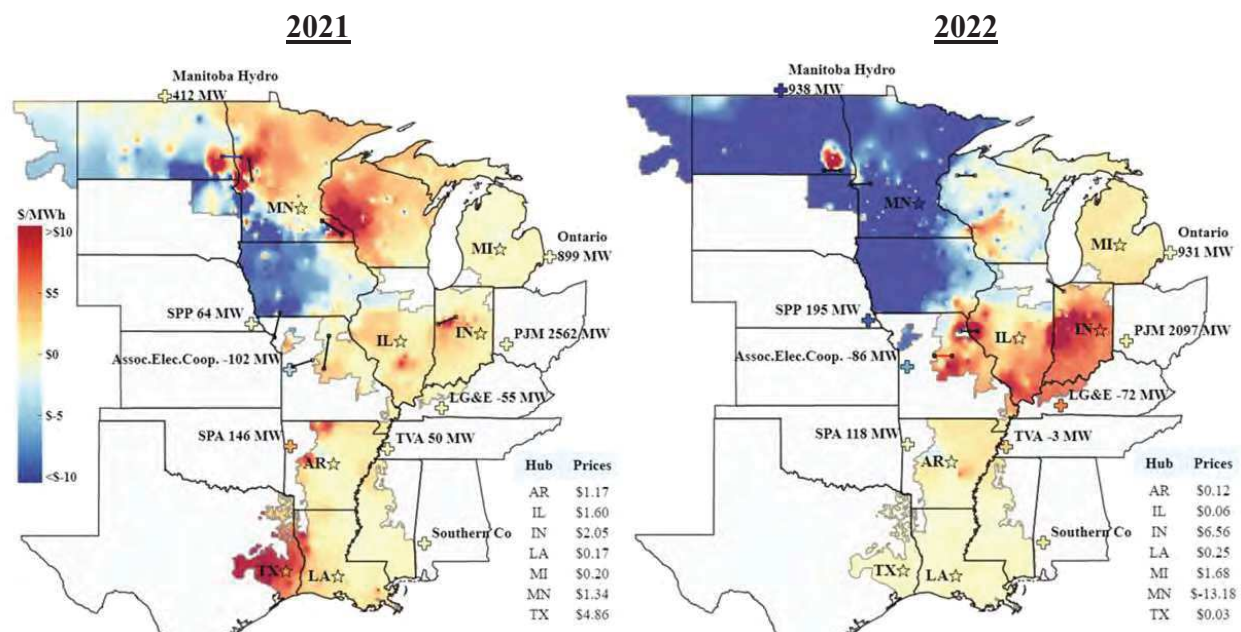 2021
2022
Manitoba Hydro
412 MW
MN
MI
Ontario
899 MW
$/MWh
>$10
$5
$0
$-5
<$-10
SPP 64 MW
IL
IN
PJM 2562 MW
Assoc.Elec.Coop. -102 MW
LG&E -55 MW
SPA 146 MW
TVA 50 MW
AR
Southern Co
TX
LA
Hub Prices
AR $1.17
IL $1.60
IN $2.05
LA $0.17
MI $0.20
MN $1.34
TX $4.86
Manitoba Hydro
938 MW
MN
MI
Ontario
931 MW
SPP 195 MW
IL
IN
PJM 2097 MW
Assoc.Elec.Coop. -86 MW
LG&E -72 MW
SPA 118 MW
TVA -3 MW
AR
Southern Co
TX
LA
Hub Prices
AR $0.12
IL $0.06
IN $6.56
LA $0.25
MI $1.68
MN $-13.18
TX $0.03